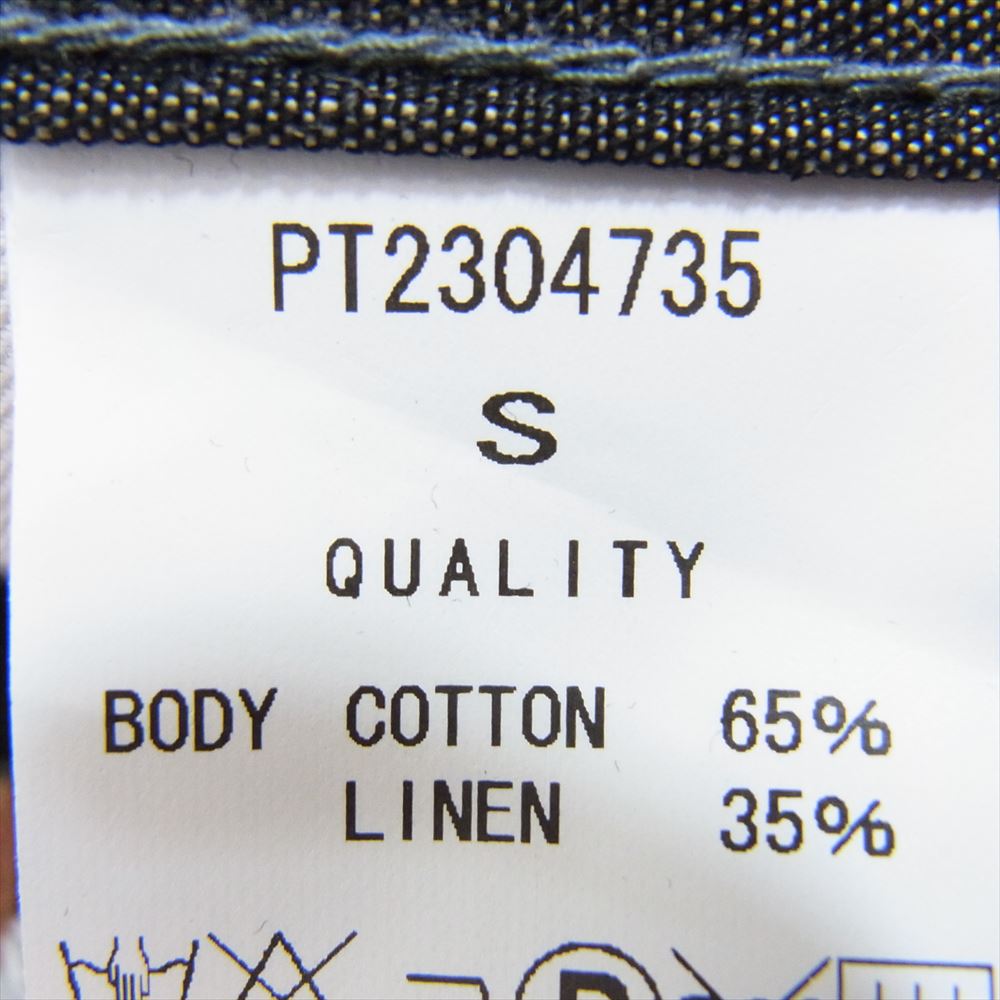 PT2304735
S
QUALITY
BODY COTTON 65%
LINEN 35%